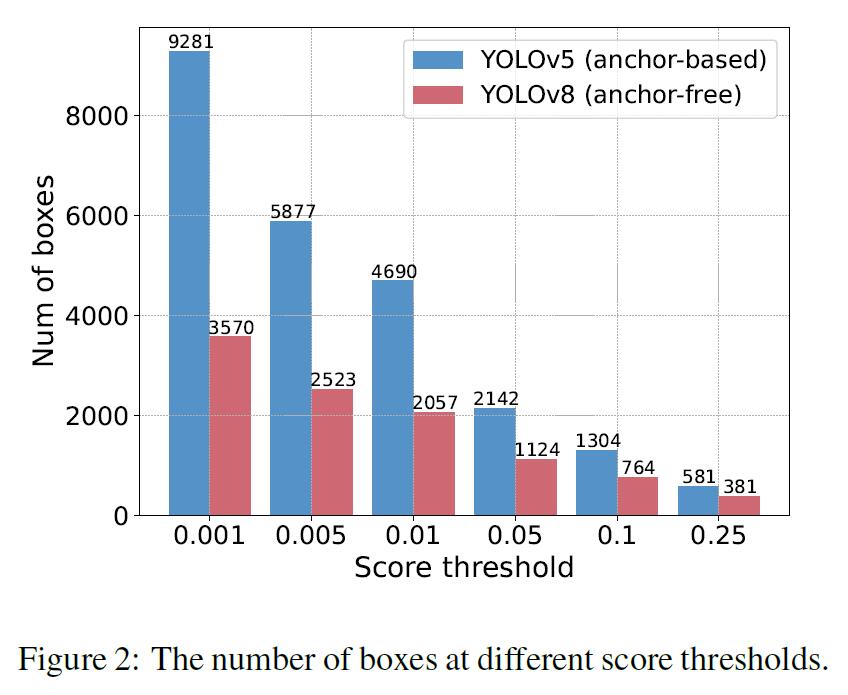 9281
YOLOv5 (anchor-based)
YOLOv8 (anchor-free)
8000
5877
6000
4690
4000
3570
2523
2057
2142
2000
1124
1304
764
581
381
0
0.001 0.005 0.01 0.05 0.1 0.25
Num of boxes
Score threshold
Figure 2: The number of boxes at different score thresholds.